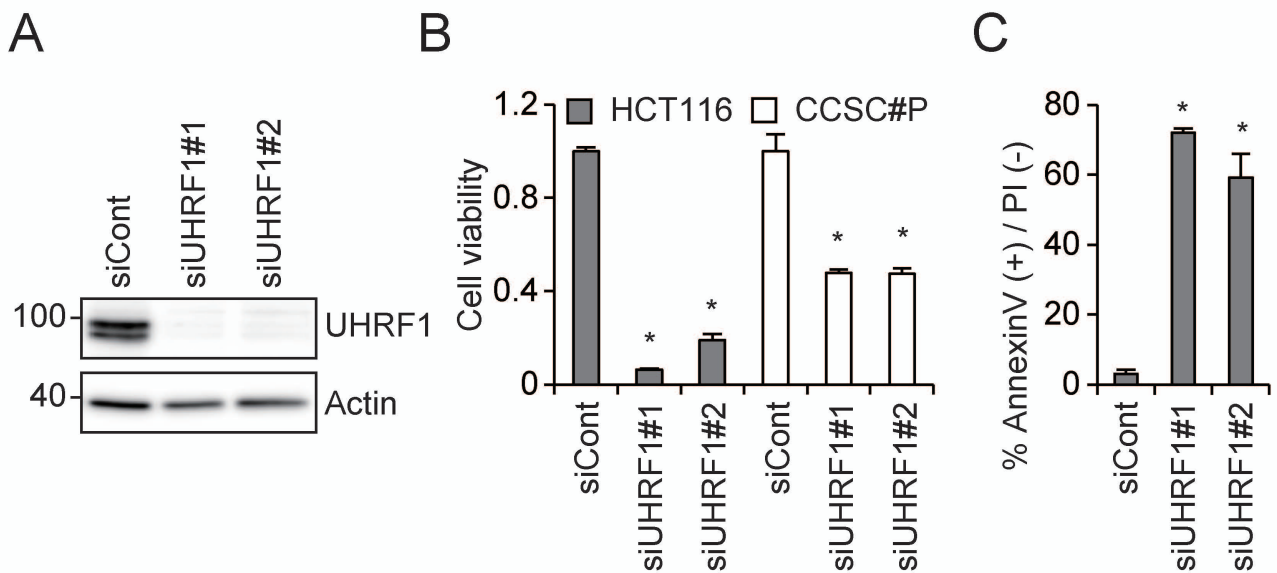 A
siCont
siUHRF1#1
siUHRF1#2
100
UHRF1
40
Actin
B
HCT116 CCSC#P
Cell viability
1.2
0.8
0.4
0
* * * *
siCont
siUHRF1#1
siUHRF1#2
siCont
siUHRF1#1
siUHRF1#2
C
% AnnexinV (+) / PI (-)
80
60
40
20
0
* *
siCont
siUHRF1#1
siUHRF1#2